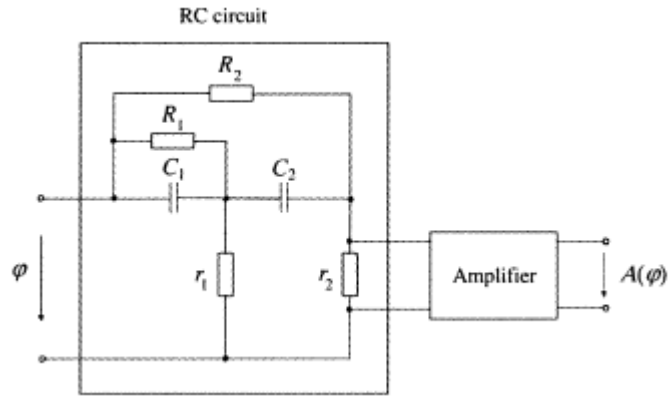 RC circuit
R₂
R₁
C₁
C₂
φ
r₁
r₂
Amplifier
A(φ)